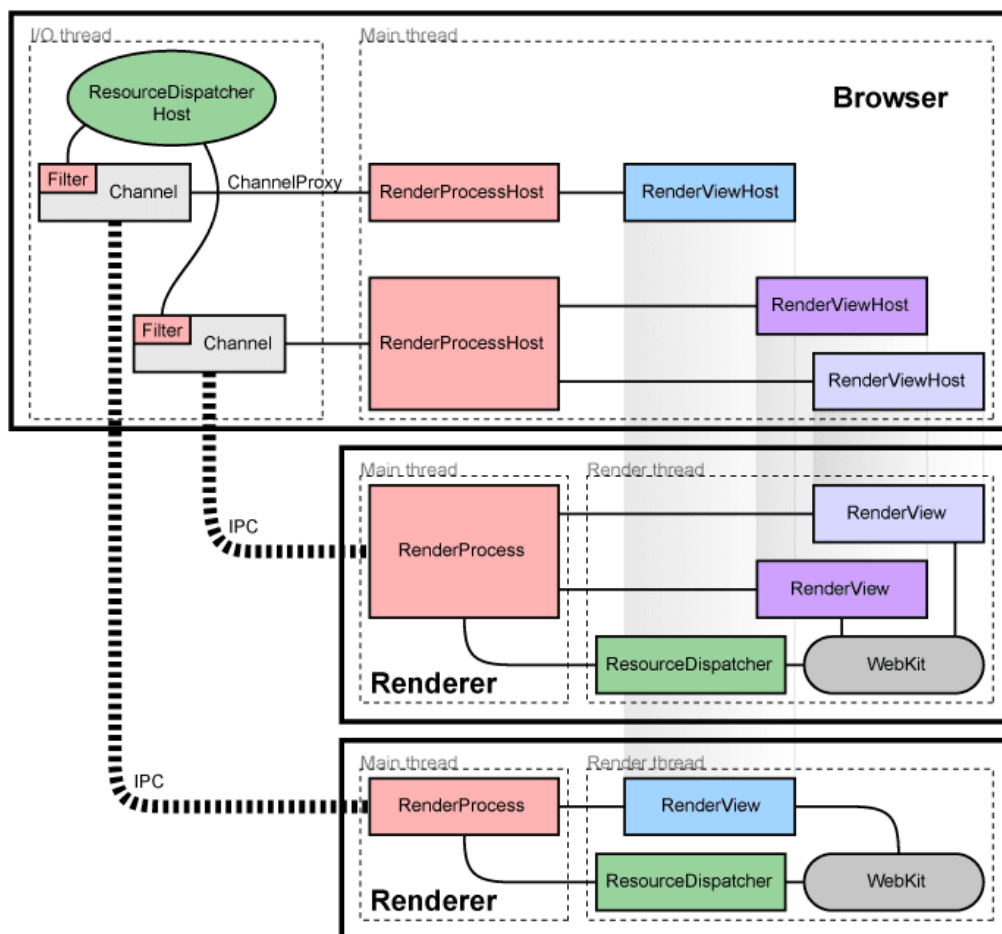 I/O thread
Main thread
ResourceDispatcher
Host
Browser
Filter
Channel
ChannelProxy
RenderProcessHost
RenderViewHost
Filter
Channel
RenderProcessHost
RenderViewHost
RenderViewHost
Main thread
Render thread
IPC
RenderProcess
RenderView
RenderView
ResourceDispatcher
WebKit
Renderer
Main thread
Render thread
IPC
RenderProcess
RenderView
ResourceDispatcher
WebKit
Renderer